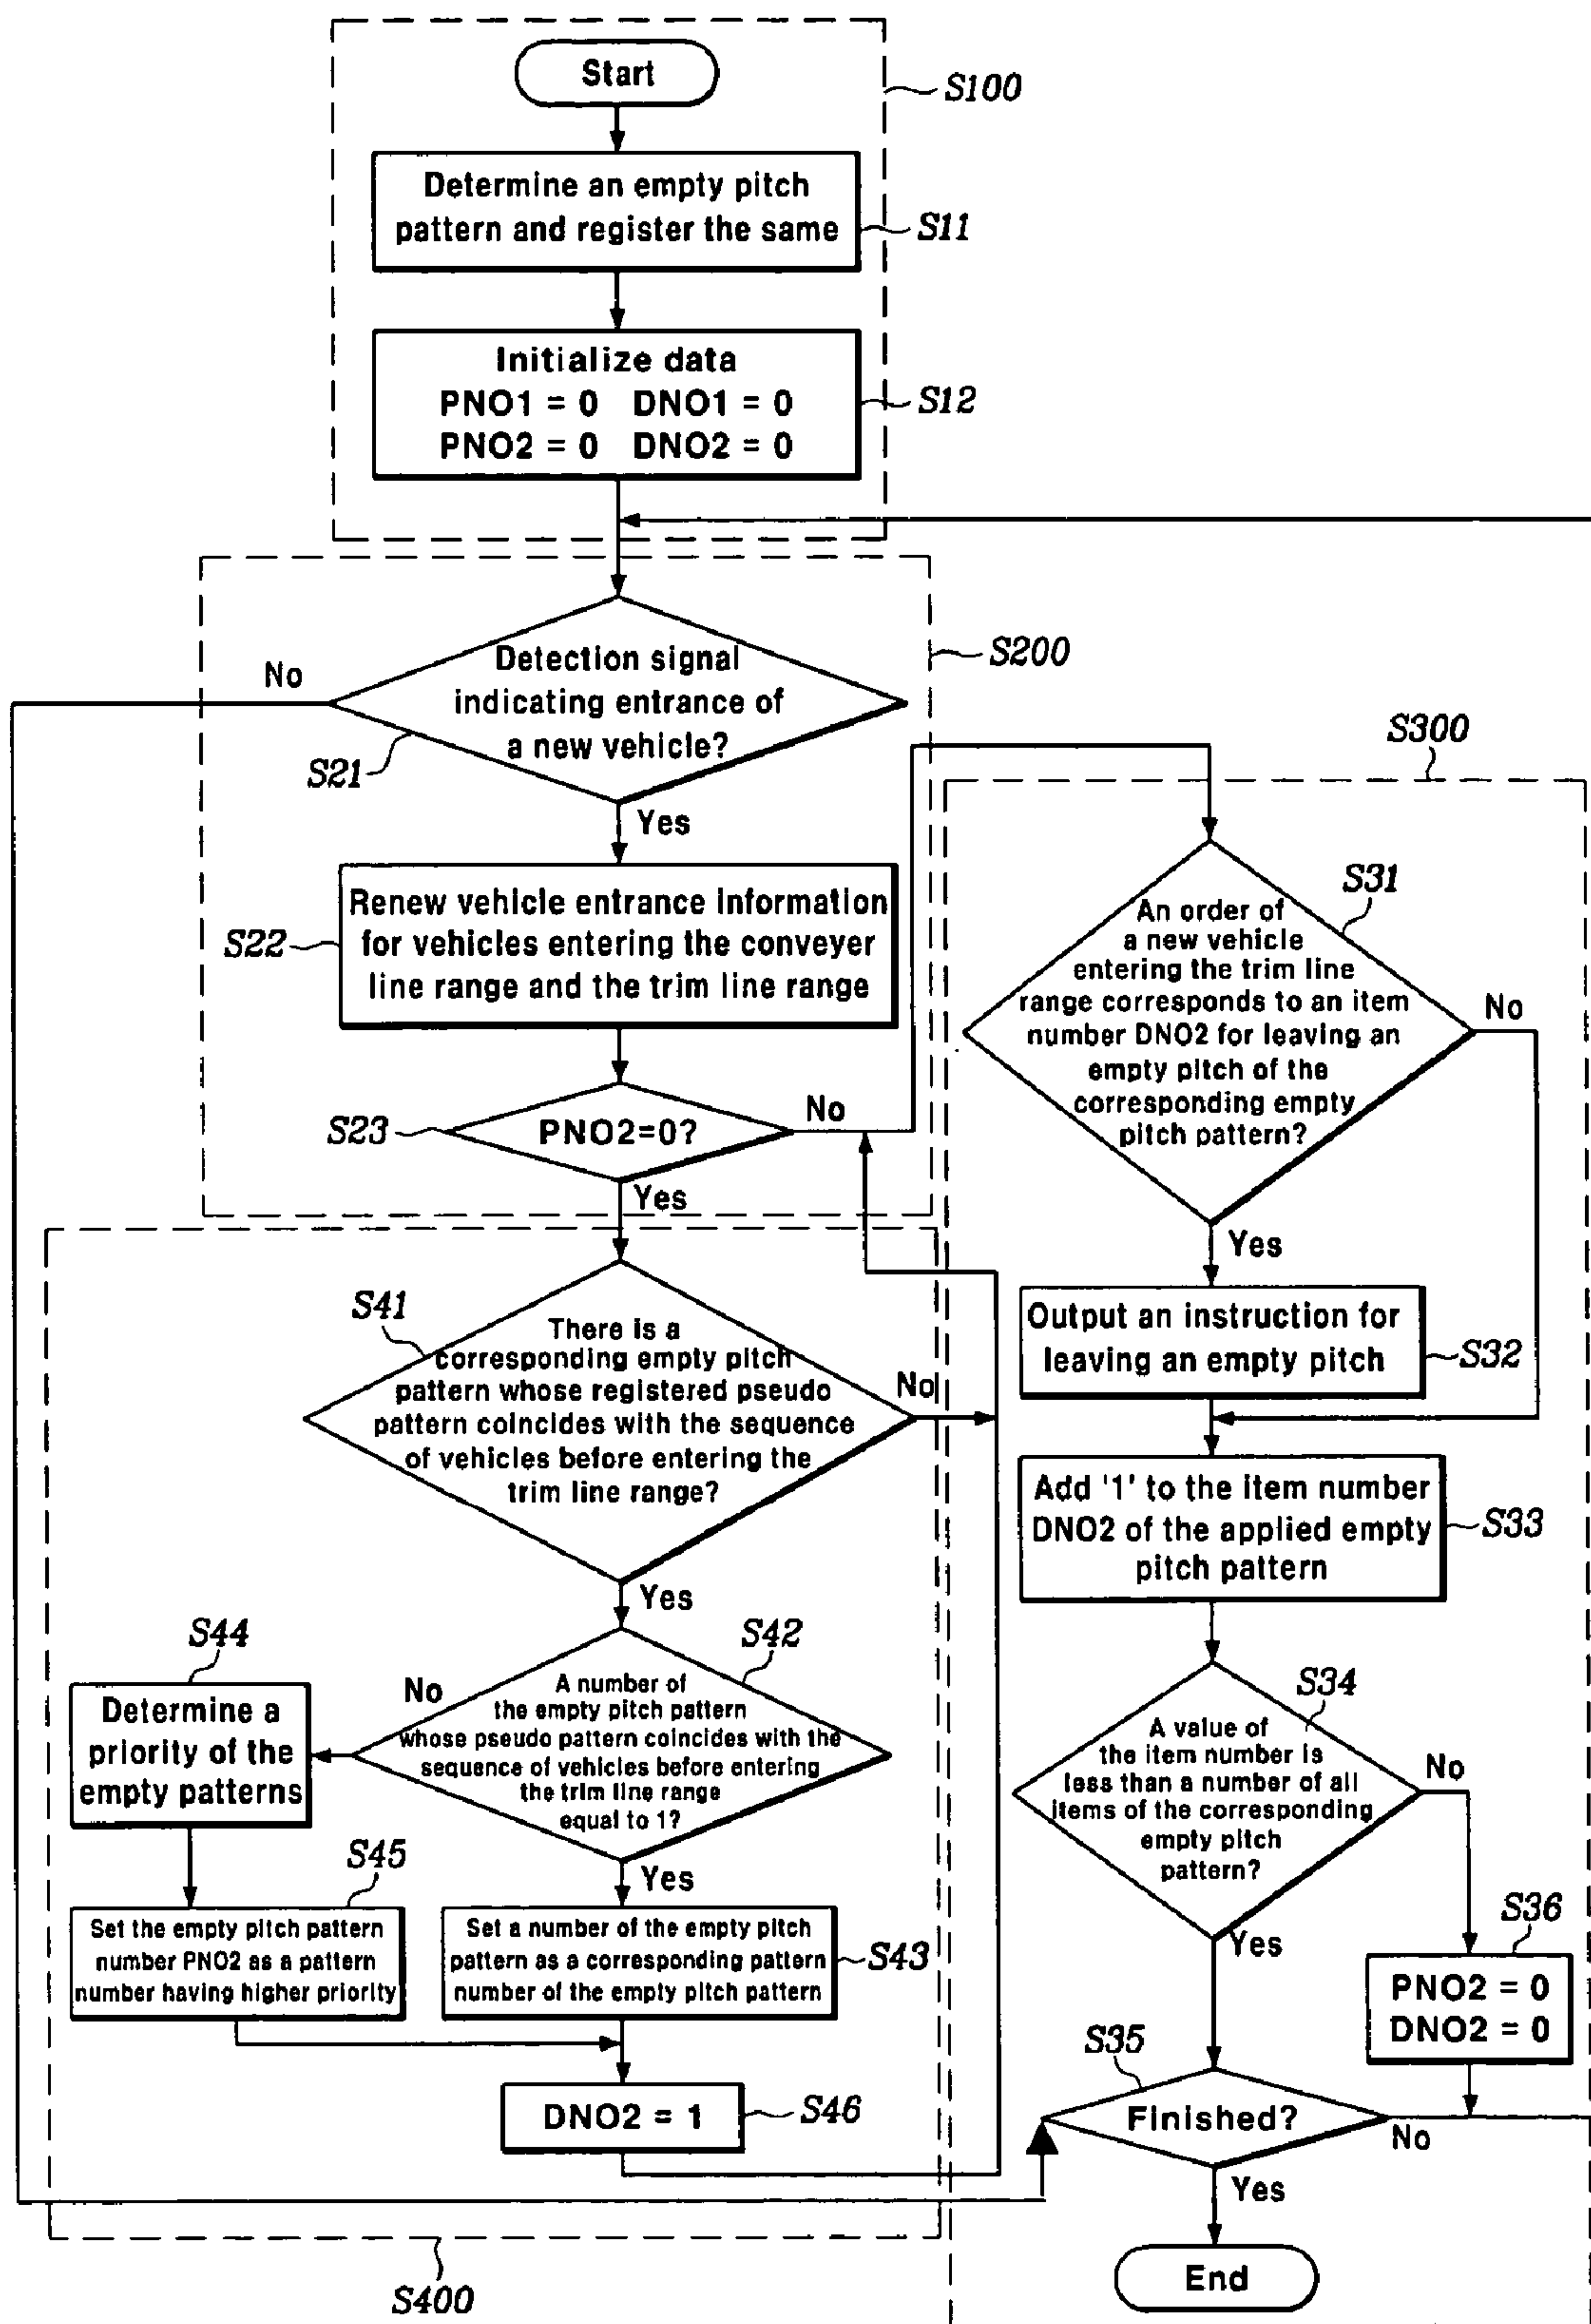 Start
S100
Determine an empty pitch
pattern and register the same
S11
Initialize data
PNO1 = 0 DNO1 = 0
PNO2 = 0 DNO2 = 0
S12
Detection signal
indicating entrance of
a new vehicle?
No
S21
S200
Yes
Renew vehicle entrance Information
for vehicles entering the conveyer
line range and the trim line range
S22
PNO2=0?
S23
No
Yes
S300
S31
An order of
a new vehicle
entering the trim line
range corresponds to an item
number DNO2 for leaving an
empty pitch of the
corresponding empty
pitch pattern?
No
Yes
Output an instruction for
leaving an empty pitch
S32
Add '1' to the item number
DNO2 of the applied empty
pitch pattern
S33
S34
A value of
the item number is
less than a number of all
items of the corresponding
empty pitch
pattern?
No
Yes
S36
PNO2 = 0
DNO2 = 0
S35
Finished?
No
Yes
End
S41
There is a
corresponding empty pitch
pattern whose registered pseudo
pattern coincides with the sequence
of vehicles before entering the
trim line range?
No
Yes
S42
A number of
the empty pitch pattern
whose pseudo pattern coincides with the
sequence of vehicles before entering
the trim line range
equal to 1?
No
Yes
S44
Determine a
priority of the
empty patterns
S45
Set the empty pitch pattern
number PNO2 as a pattern
number having higher priority
Set a number of the empty pitch
pattern as a corresponding pattern
number of the empty pitch pattern
S43
DNO2 = 1
S46
S400